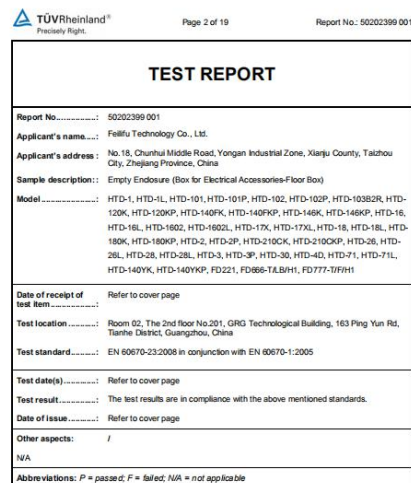 TÜVRheinland®
Precisely Right.
Page 2 of 19
Report No.: 50202399 001
TEST REPORT
Report No................: 50202399 001
Applicant's name.....: Feilifu Technology Co., Ltd.
Applicant's address : No.18, Chunhui Middle Road, Yongan Industrial Zone, Xianju County, Taizhou
City, Zhejiang Province, China
Sample description:: Empty Enclosure (Box for Electrical Accessories-Floor Box)
Model ......................: HTD-1, HTD-1L, HTD-101, HTD-101P, HTD-102, HTD-102P, HTD-103B2R, HTD-
120K, HTD-120KP, HTD-140FK, HTD-140FKP, HTD-146K, HTD-146KP, HTD-16,
HTD-16L, HTD-1602, HTD-1602L, HTD-17X, HTD-17XL, HTD-18, HTD-18L, HTD-
180K, HTD-180KP, HTD-2, HTD-2P, HTD-210CK, HTD-210CKP, HTD-26, HTD-
26L, HTD-28, HTD-28L, HTD-3, HTD-3P, HTD-30, HTD-4D, HTD-71, HTD-71L,
HTD-140YK, HTD-140YKP, FD221, FD666-T/LB/H1, FD777-T/F/H1
Date of receipt of
test item....................:
Refer to cover page
Test location ...........: Room 02, The 2nd floor No.201, GRG Technological Building, 163 Ping Yun Rd,
Tianhe District, Guangzhou, China
Test standard...........: EN 60670-23:2008 in conjunction with EN 60670-1:2005
Test date(s) ..............: Refer to cover page
Test result ................: The test results are in compliance with the above mentioned standards.
Date of issue............: Refer to cover page
Other aspects: /
N/A
Abbreviations: P = passed; F = failed; N/A = not applicable